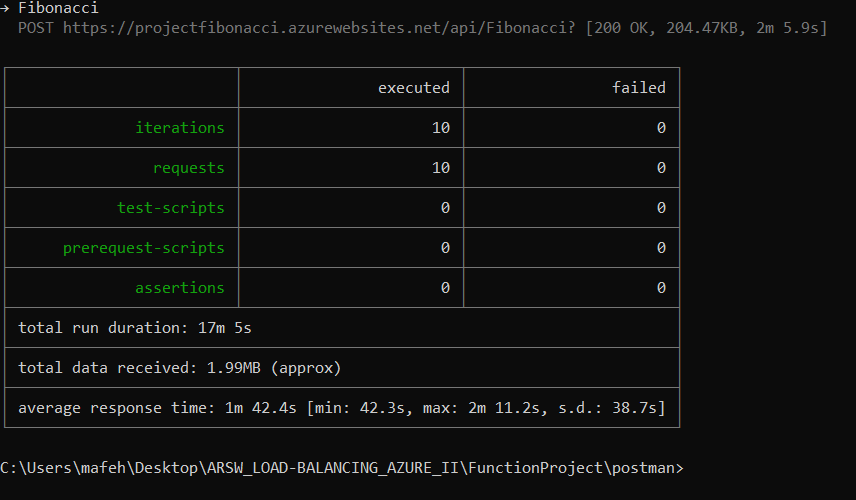 → Fibonacci
POST https://projectfibonacci.azurewebsites.net/api/Fibonacci? [200 OK, 204.47KB, 2m 5.9s]
executed failed
iterations 10 0
requests 10 0
test-scripts 0 0
prerequest-scripts 0 0
assertions 0 0
total run duration: 17m 5s
total data received: 1.99MB (approx)
average response time: 1m 42.4s [min: 42.3s, max: 2m 11.2s, s.d.: 38.7s]
C:\Users\mafeh\Desktop\ARSW_LOAD-BALANCING_AZURE_II\FunctionProject\postman>